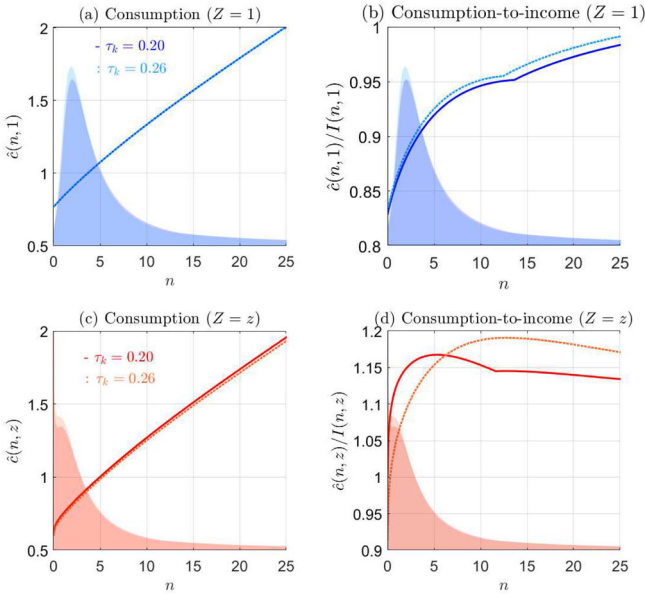 (a) Consumption (Z = 1)
2
1.5
1
0.5
- τₖ = 0.20
: τₖ = 0.26
ĉ(n, 1)
0 5 10 15 20 25
n
(b) Consumption-to-income (Z = 1)
1
0.95
0.9
0.85
0.8
ĉ(n, 1)/I(n, 1)
0 5 10 15 20 25
n
(c) Consumption (Z = z)
2
1.5
1
0.5
- τₖ = 0.20
: τₖ = 0.26
ĉ(n, z)
0 5 10 15 20 25
n
(d) Consumption-to-income (Z = z)
1.2
1.15
1.1
1.05
1
0.95
0.9
ĉ(n, z)/I(n, z)
0 5 10 15 20 25
n